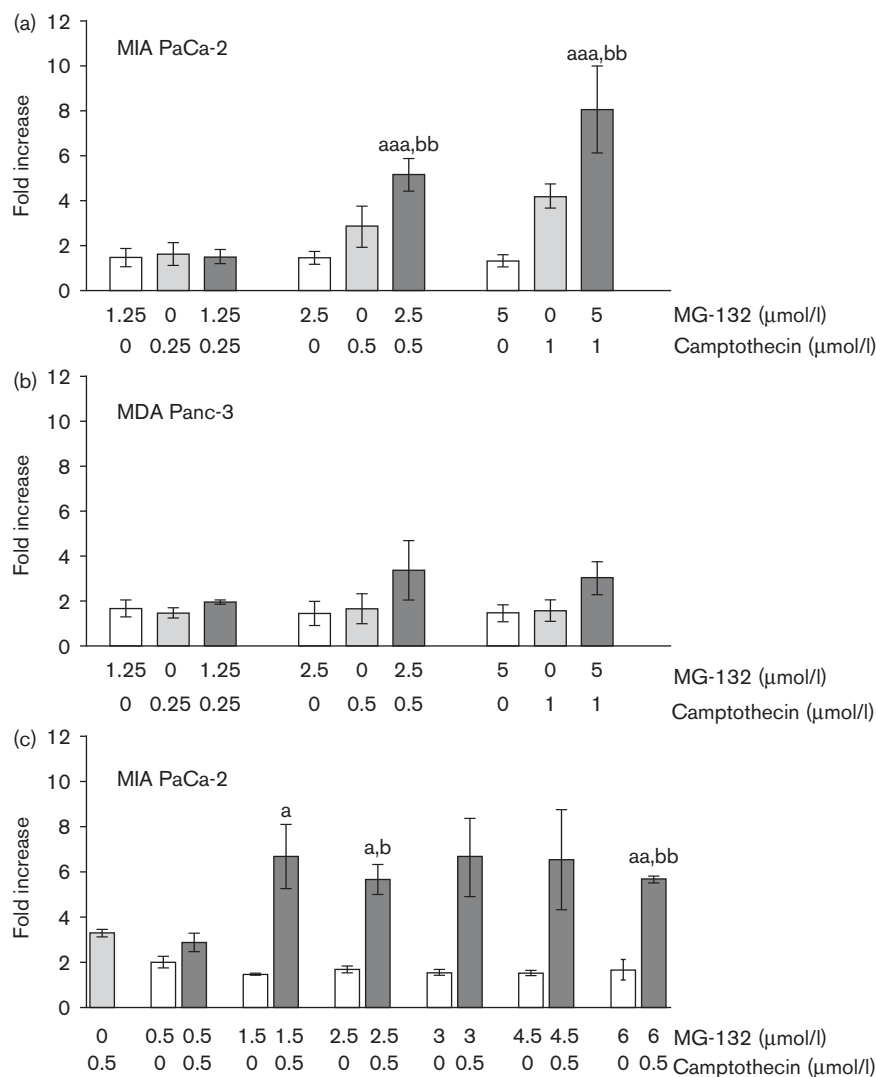 (a)
12
10
8
6
4
2
0
Fold increase
MIA PaCa-2
aaa,bb
aaa,bb
1.25 0 1.25 2.5 0 2.5 5 0 5 MG-132 (μmol/l)
0 0.25 0.25 0 0.5 0.5 0 1 1 Camptothecin (μmol/l)
(b)
12
10
8
6
4
2
0
Fold increase
MDA Panc-3
1.25 0 1.25 2.5 0 2.5 5 0 5 MG-132 (μmol/l)
0 0.25 0.25 0 0.5 0.5 0 1 1 Camptothecin (μmol/l)
(c)
12
10
8
6
4
2
0
Fold increase
MIA PaCa-2
a
a,b
aa,bb
0 0.5 0.5 1.5 1.5 2.5 2.5 3 3 4.5 4.5 6 6 MG-132 (μmol/l)
0.5 0 0.5 0 0.5 0 0.5 0 0.5 0 0.5 0 0.5 Camptothecin (μmol/l)